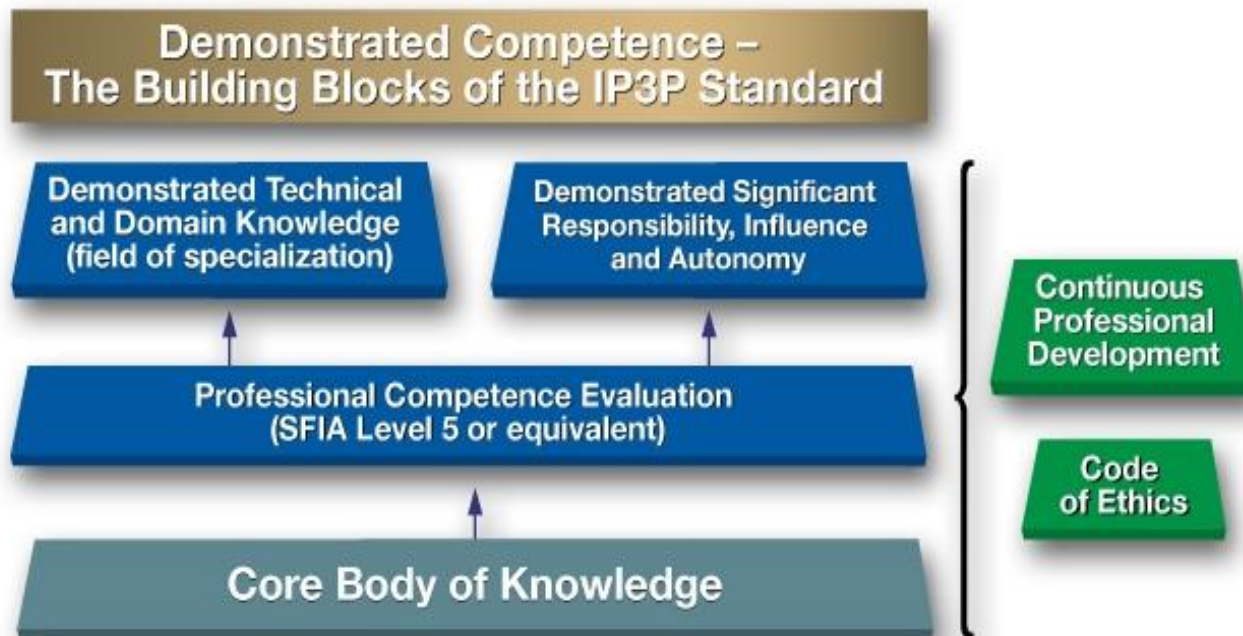 Demonstrated Competence –
The Building Blocks of the IP3P Standard
Demonstrated Technical
and Domain Knowledge
(field of specialization)
Demonstrated Significant
Responsibility, Influence
and Autonomy
Continuous
Professional
Development
Professional Competence Evaluation
(SFIA Level 5 or equivalent)
Code
of Ethics
Core Body of Knowledge